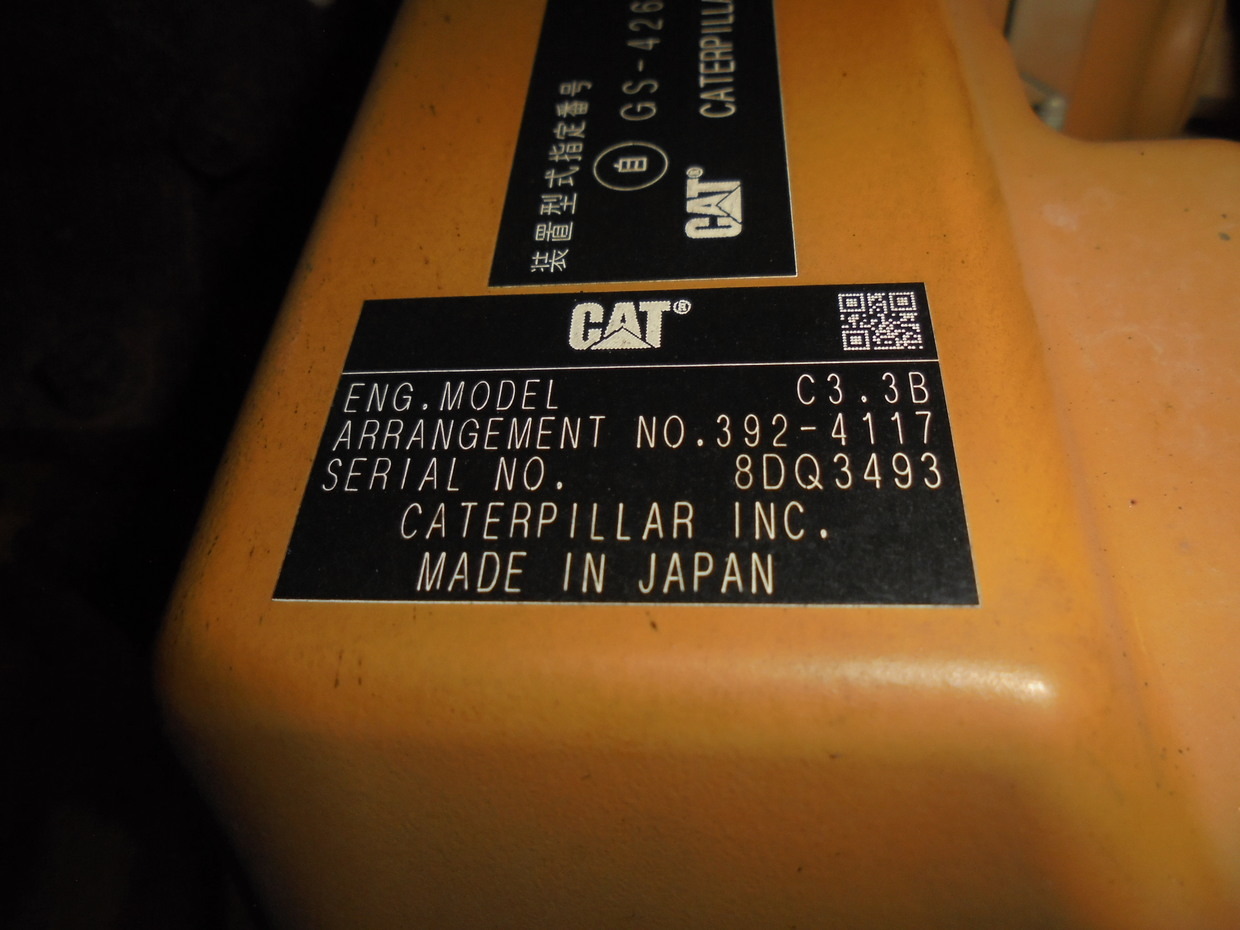 装置型式指定番号
自 GS-426
CAT® CATERPILLA
CAT®
ENG.MODEL C3.3B
ARRANGEMENT NO.392-4117
SERIAL NO. 8DQ3493
CATERPILLAR INC.
MADE IN JAPAN